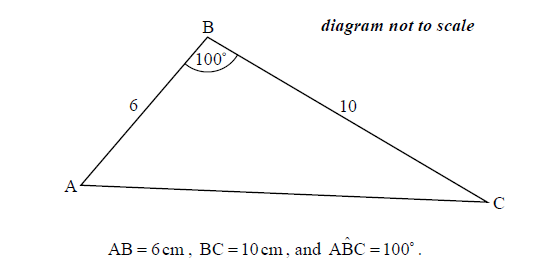 B
diagram not to scale
100°
6
10
A
C
AB = 6 cm , BC = 10 cm , and AB̂C = 100° .